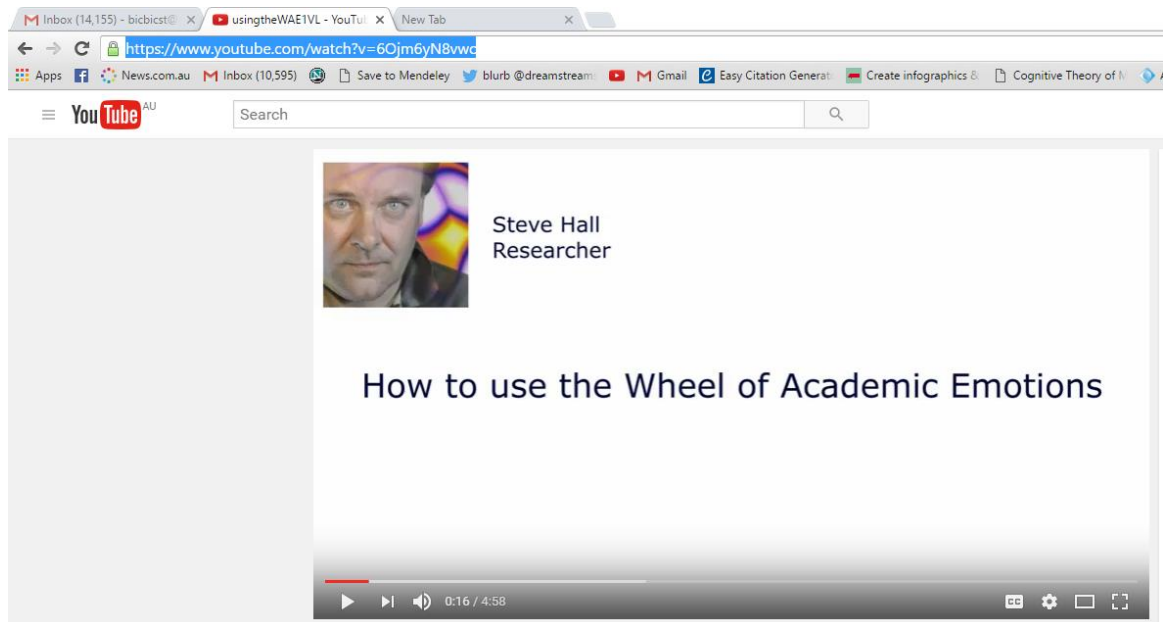 Inbox (14,155) - bicbicst@
usingtheWAE1VL - YouTu
New Tab
https://www.youtube.com/watch?v=6Ojm6yN8vwc
Apps News.com.au Inbox (10,595) Save to Mendeley blurb @dreamstream Gmail Easy Citation Generat Create infographics & Cognitive Theory of
YouTube AU
Search
Steve Hall
Researcher
How to use the Wheel of Academic Emotions
0:16 / 4:58
CC